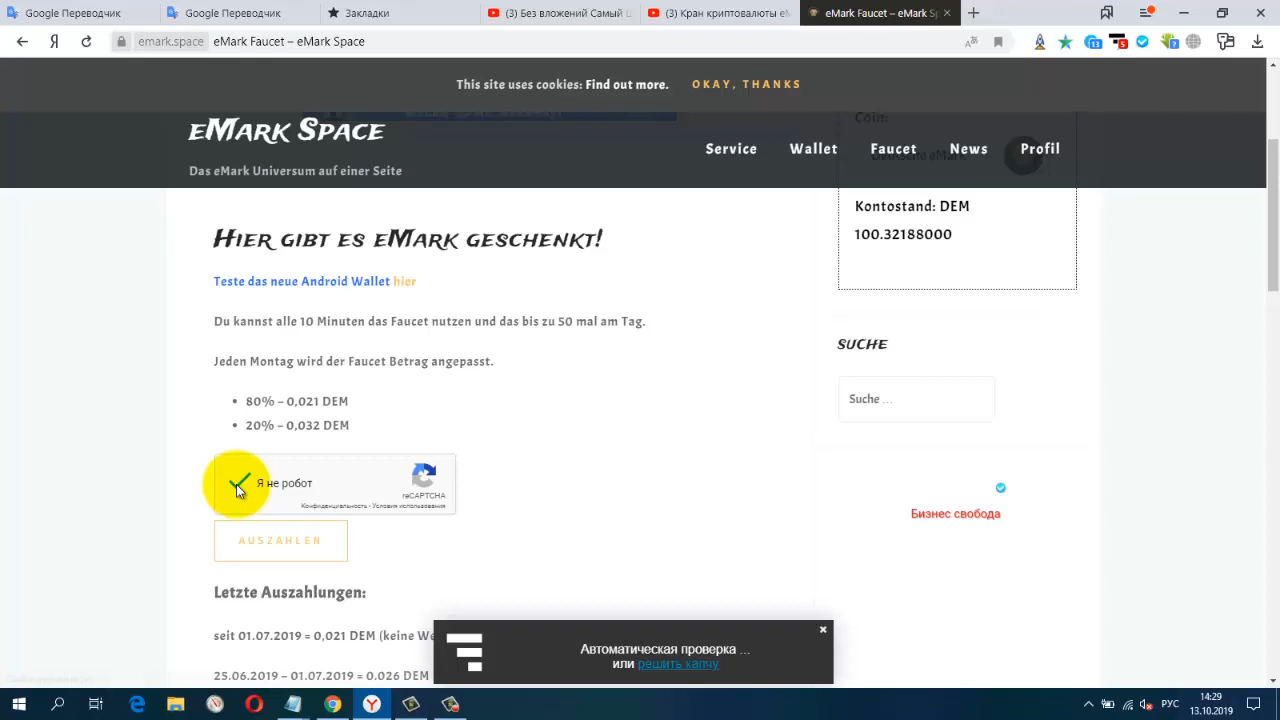 Google Переводчик
Google Переводчик
Start
(3) Без вложений Самый л
(3) Кран криптовалюты eM
eMark Faucet – eMark S
emark.space
eMark Faucet – eMark Space
13
5
?
This site uses cookies: Find out more.
OKAY, THANKS
Coin:
eMark Space
Service
Wallet
Faucet
News
Profil
Das eMark Universum auf einer Seite
Hier gibt es eMark geschenkt!
Teste das neue Android Wallet hier
Du kannst alle 10 Minuten das Faucet nutzen und das bis zu 50 mal am Tag.
Jeden Montag wird der Faucet Betrag angepasst.
• 80% – 0,021 DEM
• 20% – 0,032 DEM
Kontostand: DEM
100.32188000
SUCHE
Suche ...
Я не робот
reCAPTCHA
Конфиденциальность - Условия использования
Бизнес свобода
AUSZAHLEN
Letzte Auszahlungen:
seit 01.07.2019 = 0,021 DEM (keine We
25.06.2019 – 01.07.2019 = 0.026 DEM
Автоматическая проверка ...
или решить капчу
РУС
14:29
13.10.2019